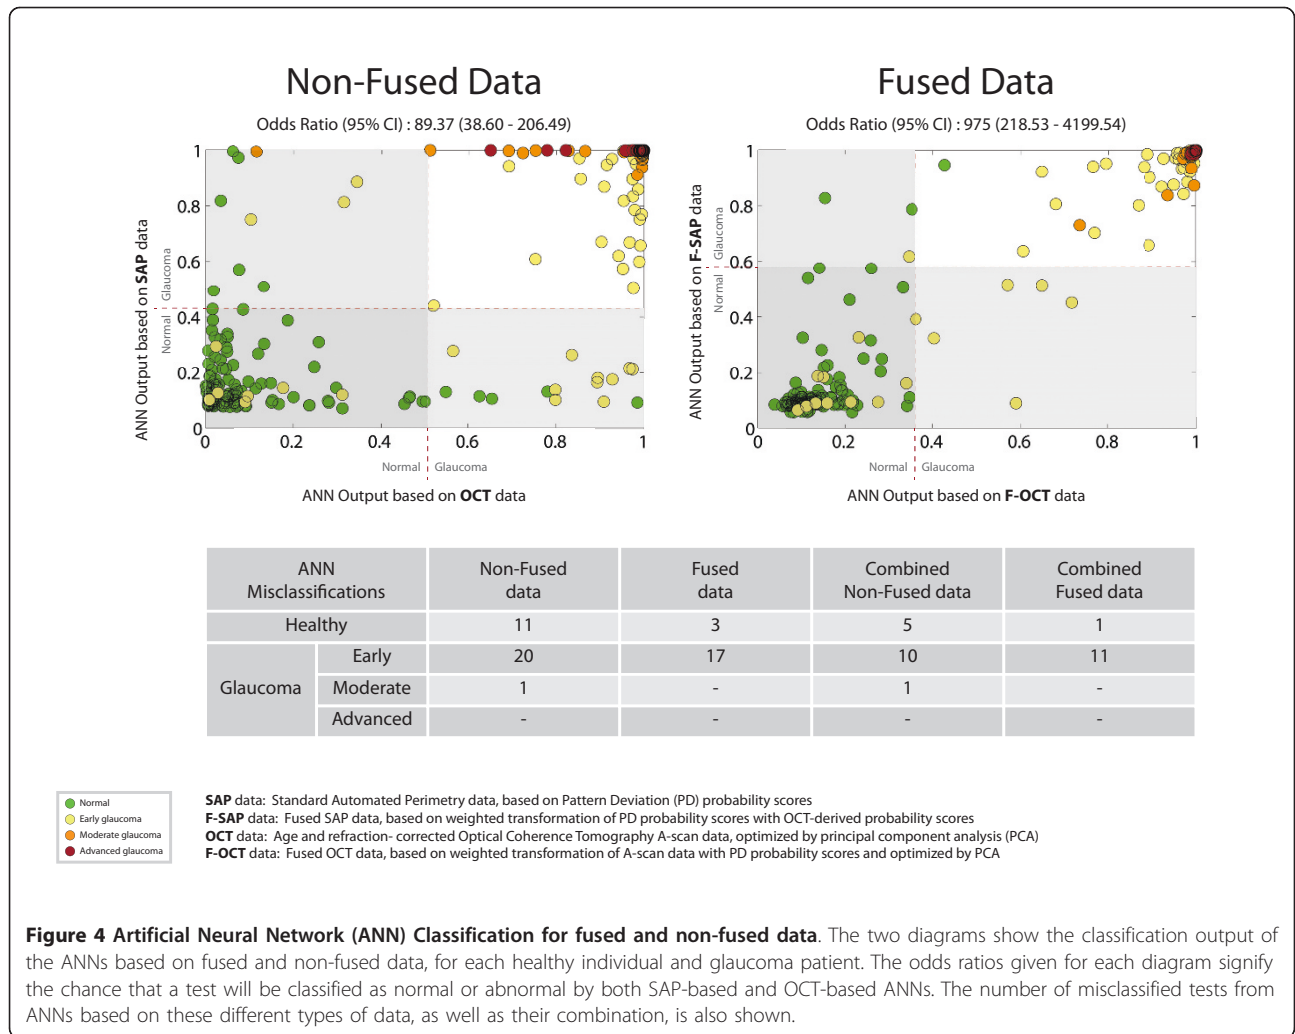 Non-Fused Data
Odds Ratio (95% CI) : 89.37 (38.60 - 206.49)
ANN Output based on SAP data
Normal Glaucoma
1
0.8
0.6
0.4
0.2
0
0 0.2 0.4 0.6 0.8 1
Normal Glaucoma
ANN Output based on OCT data
Fused Data
Odds Ratio (95% CI) : 975 (218.53 - 4199.54)
ANN Output based on F-SAP data
Normal Glaucoma
1
0.8
0.6
0.4
0.2
0
0 0.2 0.4 0.6 0.8 1
Normal Glaucoma
ANN Output based on F-OCT data
ANN Misclassifications Non-Fused data Fused data Combined Non-Fused data Combined Fused data
Healthy 11 3 5 1
Glaucoma Early 20 17 10 11
Moderate 1 - 1 -
Advanced - - - -
Normal
Early glaucoma
Moderate glaucoma
Advanced glaucoma
SAP data: Standard Automated Perimetry data, based on Pattern Deviation (PD) probability scores
F-SAP data: Fused SAP data, based on weighted transformation of PD probability scores with OCT-derived probability scores
OCT data: Age and refraction- corrected Optical Coherence Tomography A-scan data, optimized by principal component analysis (PCA)
F-OCT data: Fused OCT data, based on weighted transformation of A-scan data with PD probability scores and optimized by PCA
Figure 4 Artificial Neural Network (ANN) Classification for fused and non-fused data. The two diagrams show the classification output of
the ANNs based on fused and non-fused data, for each healthy individual and glaucoma patient. The odds ratios given for each diagram signify
the chance that a test will be classified as normal or abnormal by both SAP-based and OCT-based ANNs. The number of misclassified tests from
ANNs based on these different types of data, as well as their combination, is also shown.